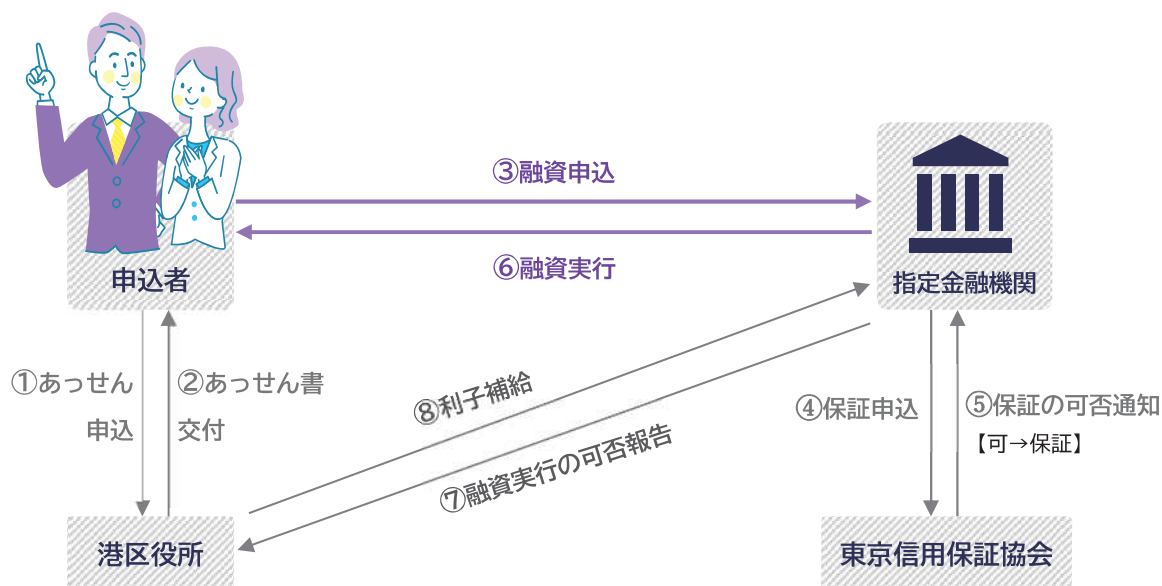 ③融資申込
⑥融資実行
申込者
指定金融機関
①あっせん
申込
②あっせん書
交付
⑧利子補給
⑦融資実行の可否報告
④保証申込
⑤保証の可否通知
【可→保証】
港区役所
東京信用保証協会